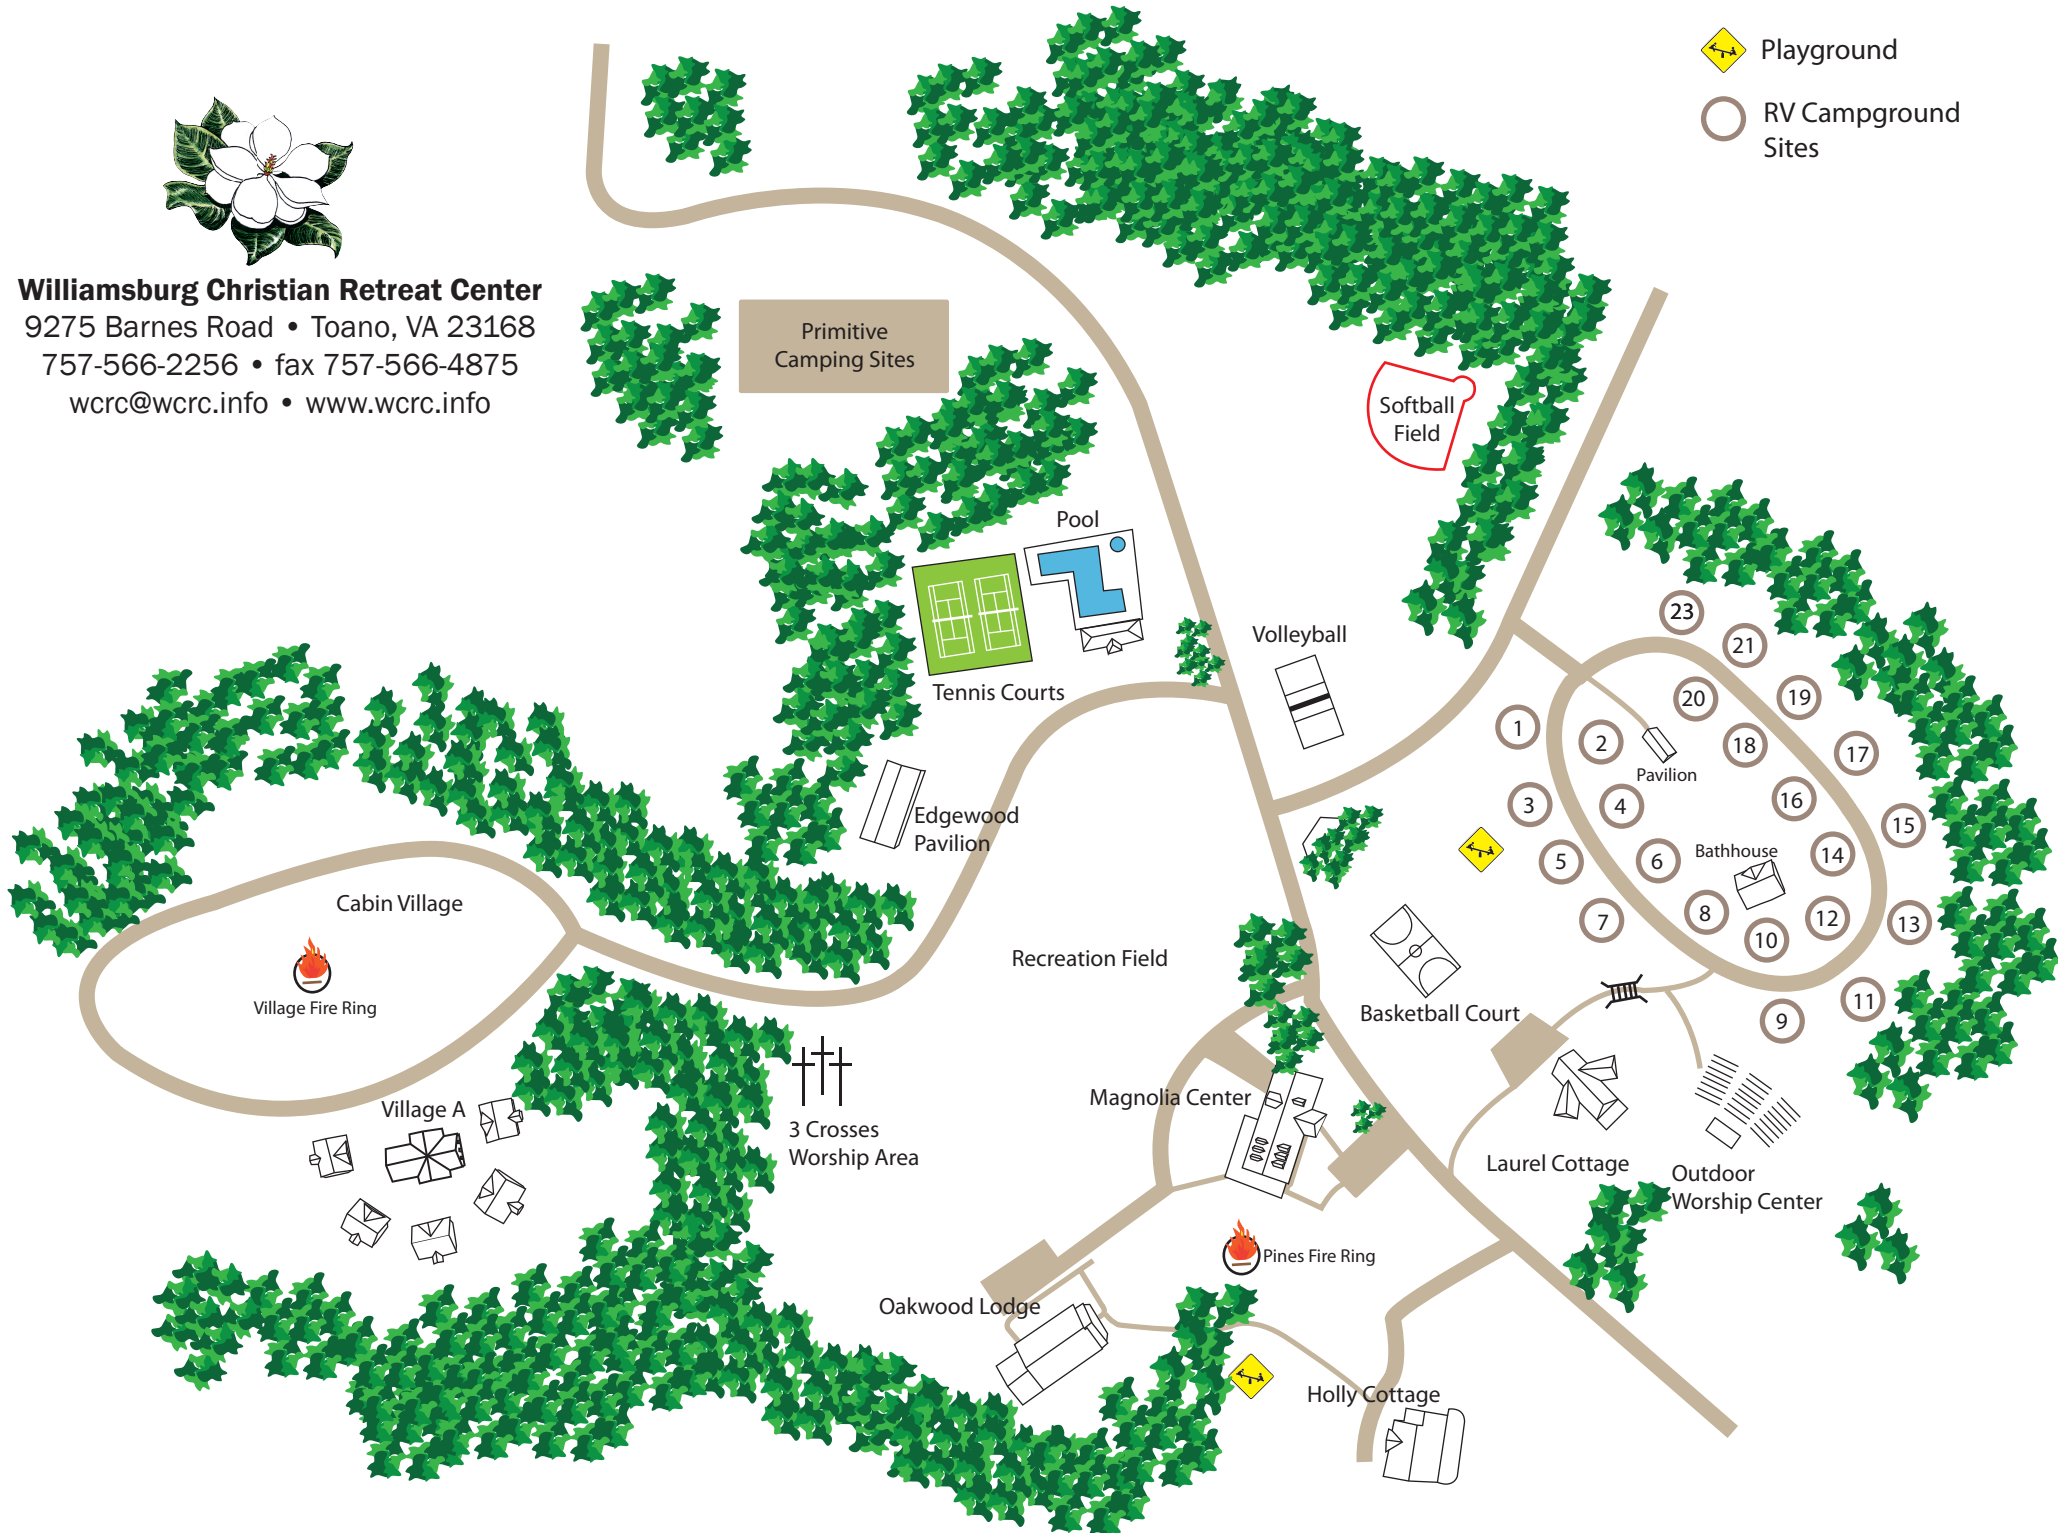 Playground
RV Campground
Sites
Williamsburg Christian Retreat Center
9275 Barnes Road • Toano, VA 23168
757-566-2256 • fax 757-566-4875
wcrc@wcrc.info • www.wcrc.info
Primitive
Camping Sites
Softball
Field
Pool
Tennis Courts
Volleyball
23
21
20
19
1
2
18
17
Pavilion
3
4
16
15
Edgewood
Pavilion
5
6
Bathhouse
14
7
8
12
13
10
11
9
Cabin Village
Village Fire Ring
Recreation Field
Basketball Court
Magnolia Center
Village A
3 Crosses
Worship Area
Laurel Cottage
Outdoor
Worship Center
Pines Fire Ring
Oakwood Lodge
Holly Cottage